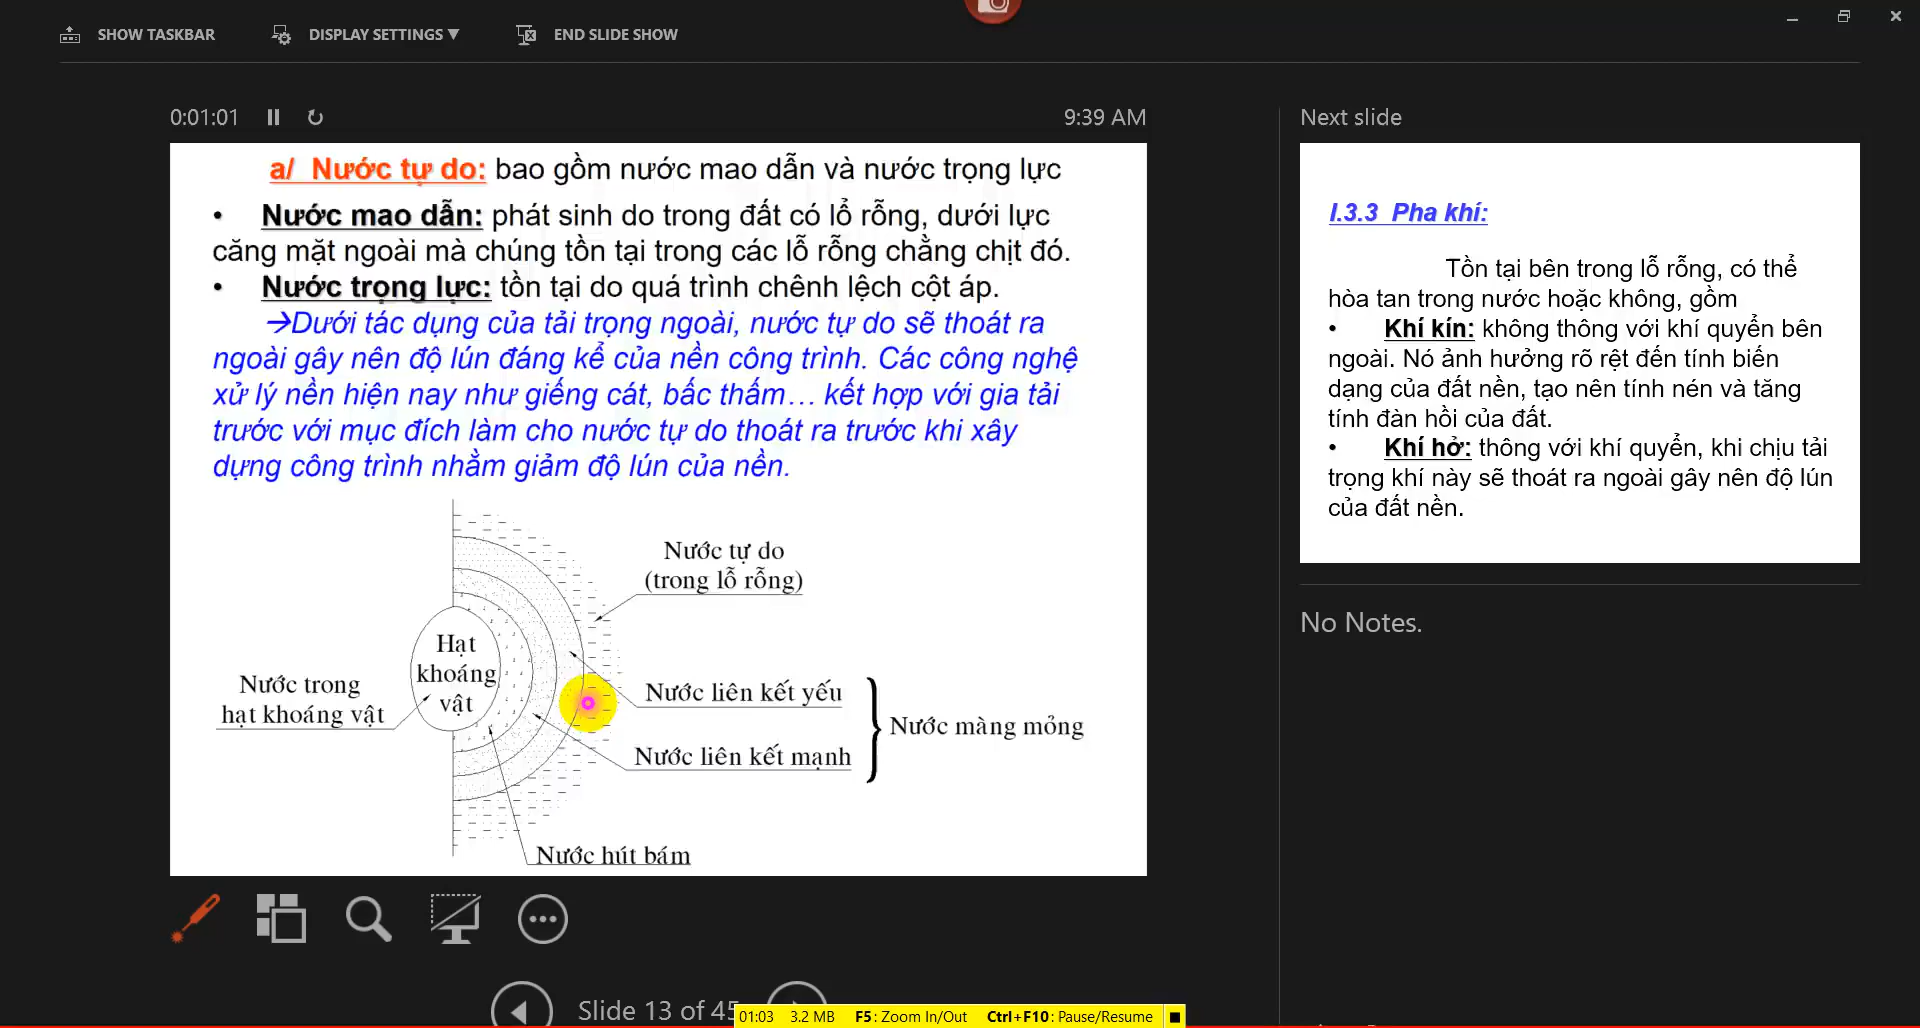 SHOW TASKBAR
DISPLAY SETTINGS ▼
END SLIDE SHOW
0:01:01
9:39 AM
a/ Nước tự do: bao gồm nước mao dẫn và nước trọng lực
• Nước mao dẫn: phát sinh do trong đất có lổ rỗng, dưới lực
căng mặt ngoài mà chúng tồn tại trong các lỗ rỗng chằng chịt đó.
• Nước trọng lực: tồn tại do quá trình chênh lệch cột áp.
→Dưới tác dụng của tải trọng ngoài, nước tự do sẽ thoát ra
ngoài gây nên độ lún đáng kể của nền công trình. Các công nghệ
xử lý nền hiện nay như giếng cát, bấc thấm… kết hợp với gia tải
trước với mục đích làm cho nước tự do thoát ra trước khi xây
dựng công trình nhằm giảm độ lún của nền.
Nước tự do
(trong lỗ rỗng)
Hạt
khoáng
vật
Nước trong
hạt khoáng vật
Nước liên kết yếu
Nước màng mỏng
Nước liên kết mạnh
Nước hút bám
Next slide
I.3.3 Pha khí:
Tồn tại bên trong lỗ rỗng, có thể
hòa tan trong nước hoặc không, gồm
• Khí kín: không thông với khí quyển bên
ngoài. Nó ảnh hưởng rõ rệt đến tính biến
dạng của đất nền, tạo nên tính nén và tăng
tính đàn hồi của đất.
• Khí hở: thông với khí quyển, khi chịu tải
trọng khí này sẽ thoát ra ngoài gây nên độ lún
của đất nền.
No Notes.
Slide 13 of 45
01:03 3.2 MB F5: Zoom In/Out Ctrl+F10: Pause/Resume